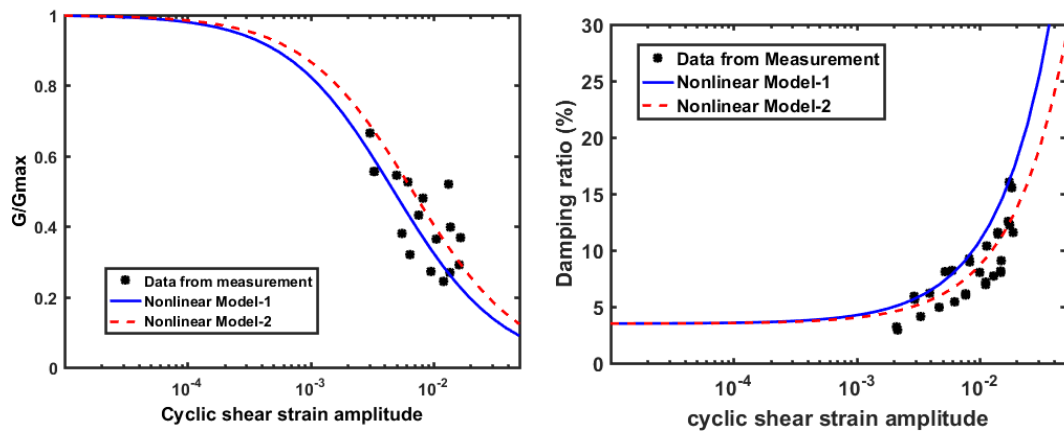 1
0.8
0.6
0.4
0.2
0
G/Gmax
Data from measurement
Nonlinear Model-1
Nonlinear Model-2
10-4
10-3
10-2
Cyclic shear strain amplitude
30
25
20
15
10
5
0
Damping ratio (%)
Data from Measurement
Nonlinear Model-1
Nonlinear Model-2
10-4
10-3
10-2
cyclic shear strain amplitude